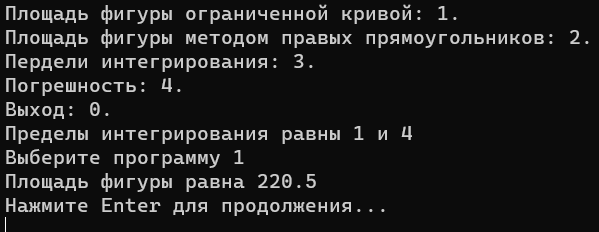 Площадь фигуры ограниченной кривой: 1.
Площадь фигуры методом правых прямоугольников: 2.
Пердели интегрирования: 3.
Погрешность: 4.
Выход: 0.
Пределы интегрирования равны 1 и 4
Выберите программу 1
Площадь фигуры равна 220.5
Нажмите Enter для продолжения...